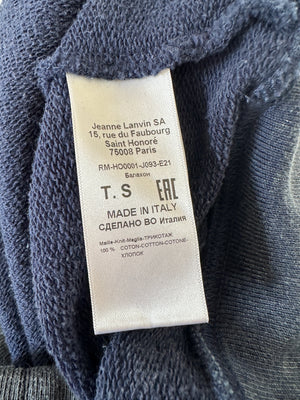 Jeanne Lanvin SA
15, rue du Faubourg
Saint Honoré
75008 Paris
RM-HO0001-J093-E21
Балахон
T. S EAC
MADE IN ITALY
СДЕЛАНО ВО Италия
Maille-Knit-Maglia-ТРИКОТАЖ
100 % COTON-COTTON-COTONE-
ХЛОПОК